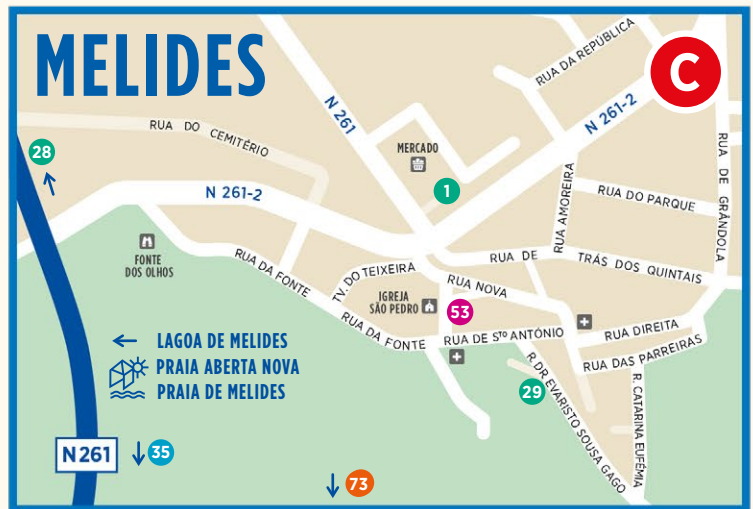 MELIDES
C
RUA DA REPÚBLICA
N 261
N 261-2
RUA DO CEMITÉRIO
28
MERCADO
1
N 261-2
RUA DE GRÂNDOLA
RUA AMOREIRA
RUA DO PARQUE
FONTE
DOS OLHOS
RUA DA FONTE
TV. DO TEIXEIRA
RUA DE
TRÁS DOS QUINTAIS
RUA NOVA
IGREJA
SÃO PEDRO
53
RUA DA FONTE
RUA DE STO ANTÓNIO
RUA DIREITA
RUA DAS PARREIRAS
LAGOA DE MELIDES
PRAIA ABERTA NOVA
PRAIA DE MELIDES
29
R. DR. EVARISTO SOUSA GAGO
R. CATARINA EUFÉMIA
N261
35
73